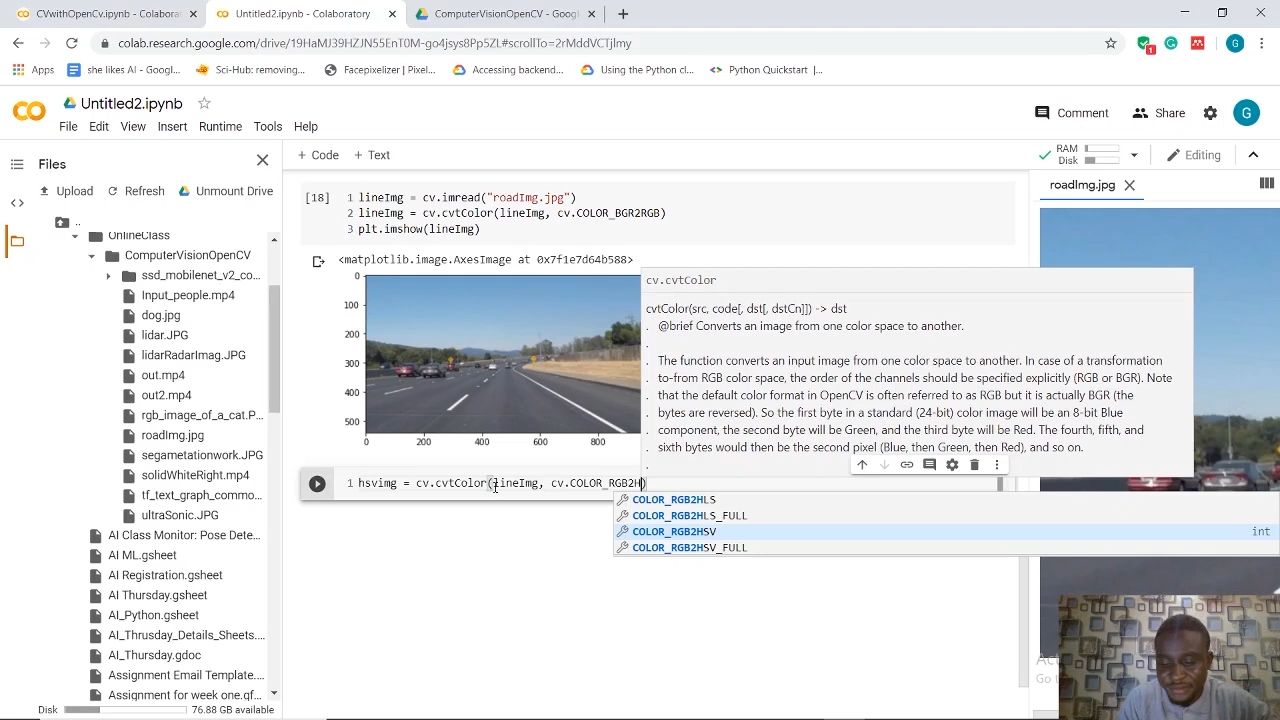 CVwithOpenCv.ipynb - Colaborat
Untitled2.ipynb - Colaboratory
ComputerVisionOpenCV - Goog
colab.research.google.com/drive/19HaMJ39HZJN55EnT0M-go4jsys8Pp5Zk#scrollTo=2rMddVCTjlmy
Apps
she likes AI - Googl...
Sci-Hub: removing...
Facepixelizer | Pixel...
Accessing backend...
Using the Python cl...
Python Quickstart |...
Untitled2.ipynb
File Edit View Insert Runtime Tools Help
Comment
Share
G
Files
Upload Refresh Unmount Drive
+ Code + Text
RAM
Disk
Editing
..
OnlineClass
ComputerVisionOpenCV
ssd_mobilenet_v2_co...
Input_people.mp4
dog.jpg
lidar.JPG
lidarRadarImag.JPG
out.mp4
out2.mp4
rgb_image_of_a_cat.P...
roadImg.jpg
segametationwork.JPG
solidWhiteRight.mp4
tf_text_graph_commo...
ultraSonic.JPG
AI Class Monitor: Pose Dete...
AI ML.gsheet
AI Registration.gsheet
AI Thursday.gsheet
AI_Python.gsheet
AI_Thrusday_Details_Sheets....
AI_Thursday.gdoc
Assignment Email Template....
Assignment for week one.gf...
Disk 76.88 GB available
[18]
1 lineImg = cv.imread("roadImg.jpg")
2 lineImg = cv.cvtColor(lineImg, cv.COLOR_BGR2RGB)
3 plt.imshow(lineImg)
<matplotlib.image.AxesImage at 0x7f1e7d64b588>
0
100
200
300
400
500
0 200 400 600 800
cv.cvtColor
cvtColor(src, code[, dst[, dstCn]]) -> dst
. @brief Converts an image from one color space to another.
.
. The function converts an input image from one color space to another. In case of a transformation
. to-from RGB color space, the order of the channels should be specified explicitly (RGB or BGR). Note
. that the default color format in OpenCV is often referred to as RGB but it is actually BGR (the
. bytes are reversed). So the first byte in a standard (24-bit) color image will be an 8-bit Blue
. component, the second byte will be Green, and the third byte will be Red. The fourth, fifth, and
. sixth bytes would then be the second pixel (Blue, then Green, then Red), and so on.
1 hsvimg = cv.cvtColor(lineImg, cv.COLOR_RGB2H)
COLOR_RGB2HLS
COLOR_RGB2HLS_FULL
COLOR_RGB2HSV int
COLOR_RGB2HSV_FULL
roadImg.jpg
Go to